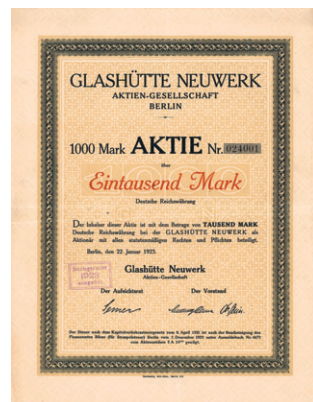 GLASHÜTTE NEUWERK
AKTIEN-GESELLSCHAFT
BERLIN
1000 Mark AKTIE Nr. 024001
über
Eintausend Mark
Deutsche Reichswährung
Der Inhaber dieser Aktie ist mit dem Betrage von TAUSEND MARK
Deutsche Reichswährung bei der GLASHÜTTE NEUWERK als
Aktionär mit allen statutenmäßigen Rechten und Pflichten beteiligt.
Berlin, den 22. Januar 1923.
Glashütte Neuwerk
Aktien-Gesellschaft
Der Aufsichtsrat Der Vorstand